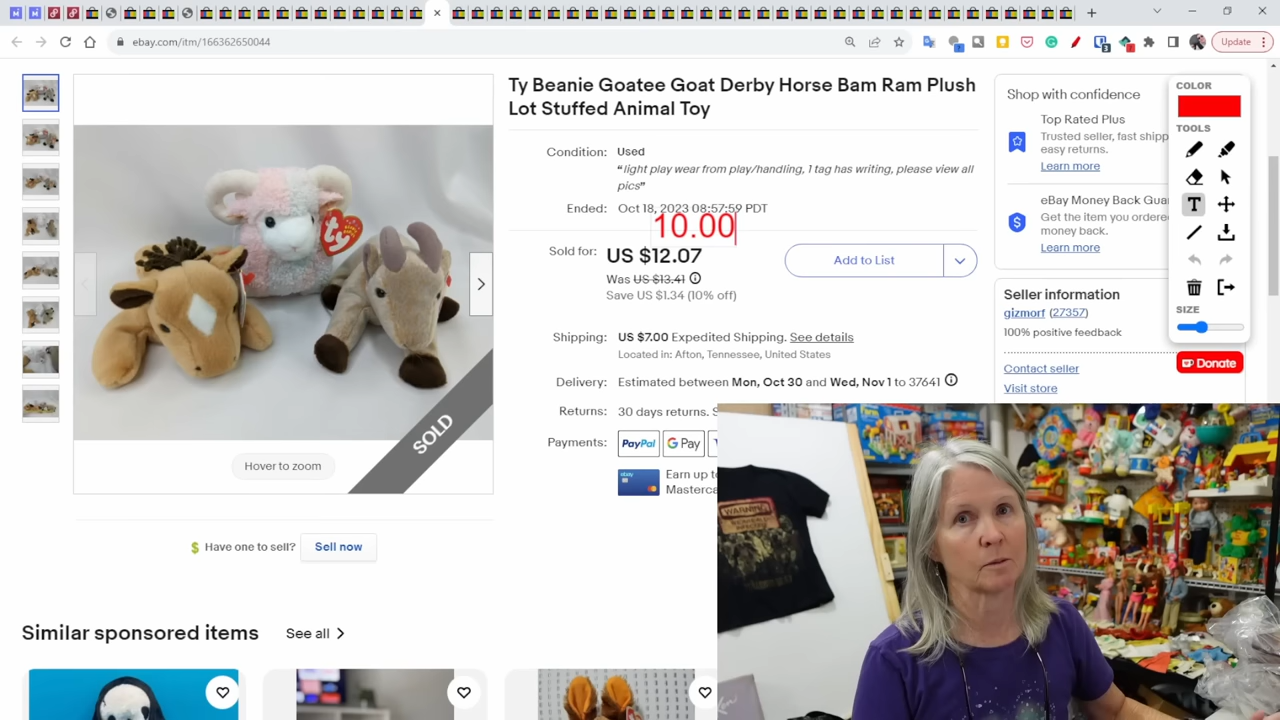 ebay.com/itm/166362650044
Update
3
Ty Beanie Goatee Goat Derby Horse Bam Ram Plush
Lot Stuffed Animal Toy
Condition:
Used
“light play wear from play/handling, 1 tag has writing, please view all
pics”
Ended:
Oct 18, 2023 08:57:59 PDT
10.00
Sold for:
US $12.07
Was US $13.41
Save US $1.34 (10% off)
Add to List
Shipping:
US $7.00 Expedited Shipping. See details
Located in: Afton, Tennessee, United States
Delivery:
Estimated between Mon, Oct 30 and Wed, Nov 1 to 37641
Returns:
30 days returns. S
Payments:
PayPal
G Pay
Earn up to
Masterca
ty
SOLD
Hover to zoom
Have one to sell?
Sell now
Similar sponsored items
See all
Shop with confidence
Top Rated Plus
Trusted seller, fast shipp
easy returns.
Learn more
eBay Money Back Gua
Get the item you ordere
money back.
Learn more
Seller information
gizmorf (27357)
100% positive feedback
Contact seller
Visit store
COLOR
TOOLS
T
SIZE
Donate
WARNING
Farm